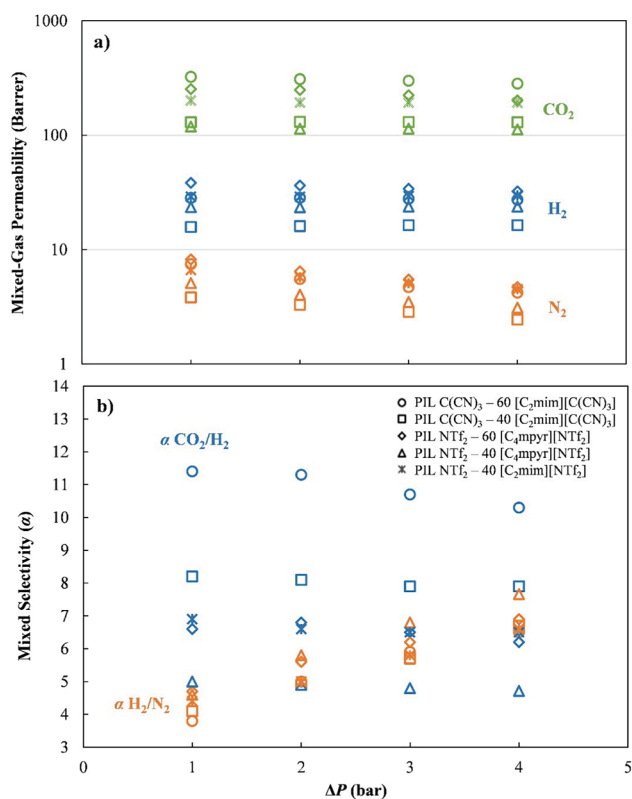 a)
1000
100
10
1
Mixed-Gas Permeability (Barrer)
CO₂
H₂
N₂
b)
14
13
12
11
10
9
8
7
6
5
4
3
Mixed Selectivity (α)
PIL C(CN)₃ – 60 [C₂mim][C(CN)₃]
PIL C(CN)₃ – 40 [C₂mim][C(CN)₃]
PIL NTf₂ – 60 [C₄mpyr][NTf₂]
PIL NTf₂ – 40 [C₄mpyr][NTf₂]
PIL NTf₂ – 40 [C₂mim][NTf₂]
α CO₂/H₂
α H₂/N₂
0 1 2 3 4 5
ΔP (bar)